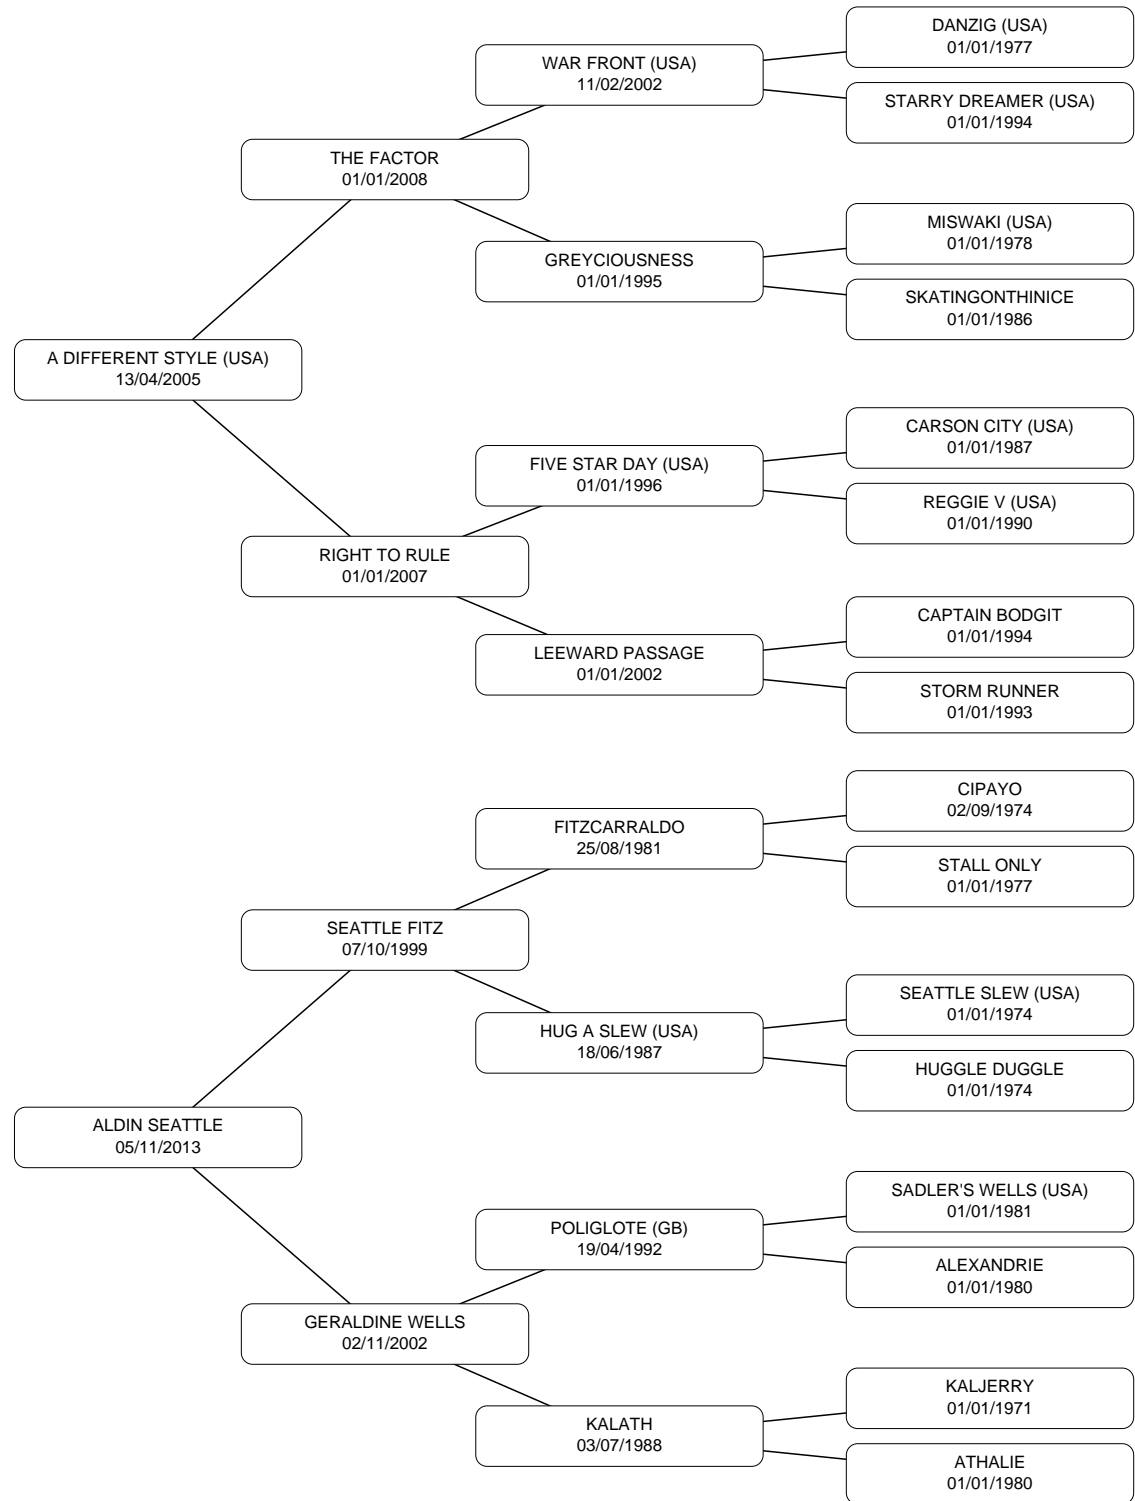 DANZIG (USA)
01/01/1977
WAR FRONT (USA)
11/02/2002
STARRY DREAMER (USA)
01/01/1994
THE FACTOR
01/01/2008
MISWAKI (USA)
01/01/1978
GREYCIOUSNESS
01/01/1995
SKATINGONTHINICE
01/01/1986
A DIFFERENT STYLE (USA)
13/04/2005
CARSON CITY (USA)
01/01/1987
FIVE STAR DAY (USA)
01/01/1996
REGGIE V (USA)
01/01/1990
RIGHT TO RULE
01/01/2007
CAPTAIN BODGIT
01/01/1994
LEEWARD PASSAGE
01/01/2002
STORM RUNNER
01/01/1993
CIPAYO
02/09/1974
FITZCARRALDO
25/08/1981
STALL ONLY
01/01/1977
SEATTLE FITZ
07/10/1999
SEATTLE SLEW (USA)
01/01/1974
HUG A SLEW (USA)
18/06/1987
HUGGLE DUGGLE
01/01/1974
ALDIN SEATTLE
05/11/2013
SADLER'S WELLS (USA)
01/01/1981
POLIGLOTE (GB)
19/04/1992
ALEXANDRIE
01/01/1980
GERALDINE WELLS
02/11/2002
KALJERRY
01/01/1971
KALATH
03/07/1988
ATHALIE
01/01/1980